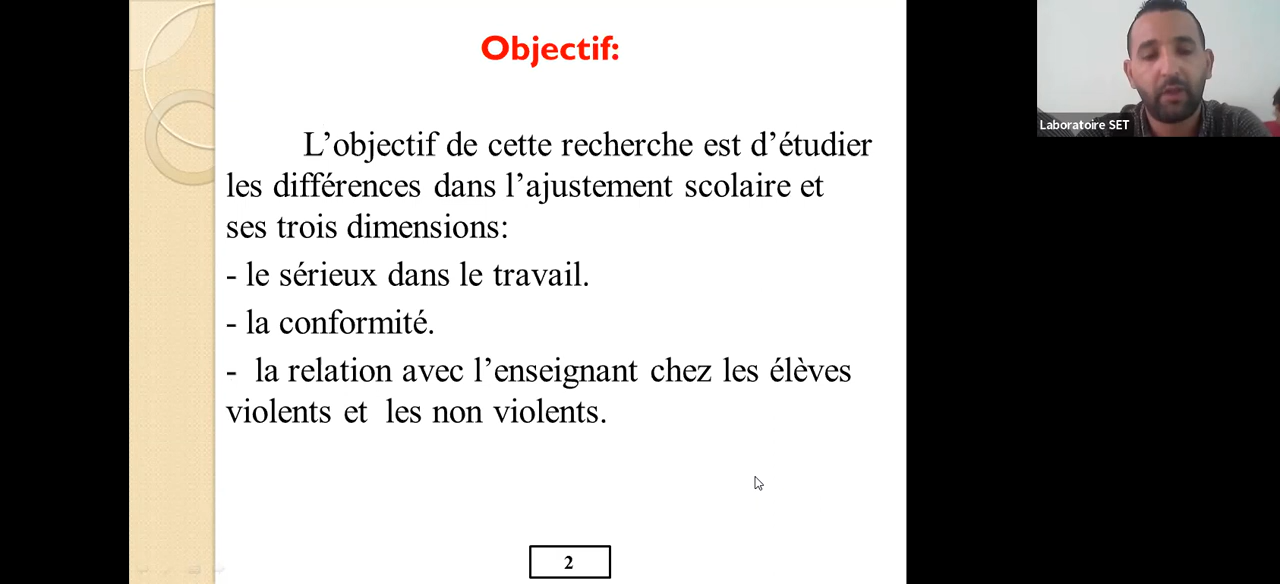 Objectif:
L’objectif de cette recherche est d’étudier
les différences dans l’ajustement scolaire et
ses trois dimensions:
- le sérieux dans le travail.
- la conformité.
- la relation avec l’enseignant chez les élèves
violents et les non violents.
2
Laboratoire SET